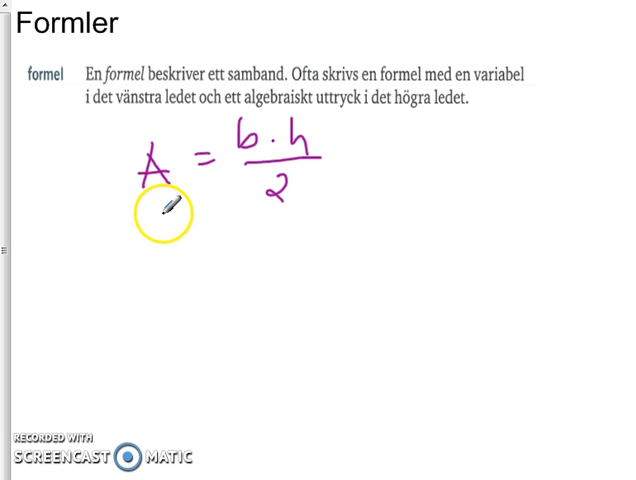 Formler
formel En formel beskriver ett samband. Ofta skrivs en formel med en variabel
i det vänstra ledet och ett algebraiskt uttryck i det högra ledet.
A = b · h / 2
RECORDED WITH
SCREENCAST MATIC